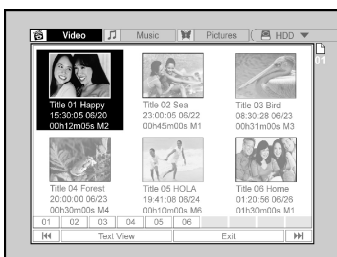 Video Music Pictures HDD
01
Title 01 Happy
15:30:05 06/20
00h12m05s M2
Title 02 Sea
23:00:05 06/22
00h45m00s M1
Title 03 Bird
08:30:28 06/23
00h31m00s M3
Title 04 Forest
20:00:00 06/23
00h30m00s M4
Title 05 HOLA
19:41:08 06/24
00h10m00s M6
Title 06 Home
01:20:56 06/26
01h30m00s M1
01 02 03 04 05 06
Text View Exit